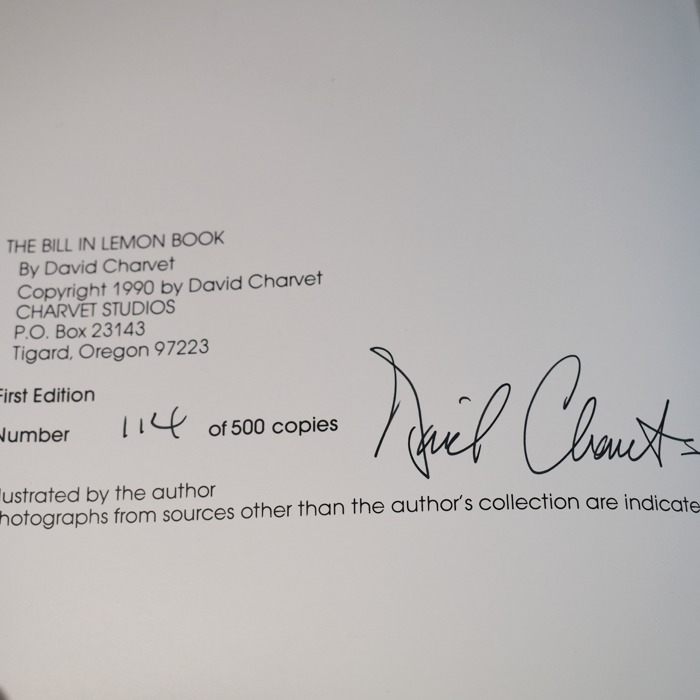 THE BILL IN LEMON BOOK
By David Charvet
Copyright 1990 by David Charvet
CHARVET STUDIOS
P.O. Box 23143
Tigard, Oregon 97223
First Edition
Number 114 of 500 copies
David Charvet
lustrated by the author
hotographs from sources other than the author's collection are indicate